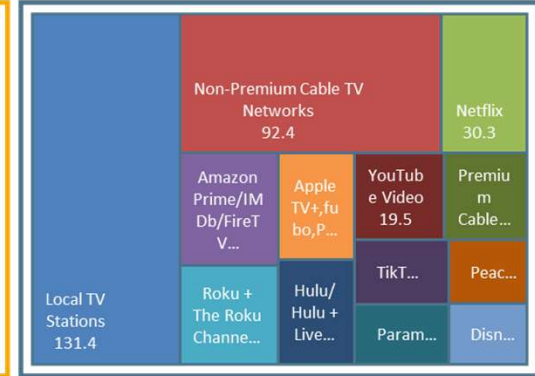 Non-Premium Cable TV
Networks
92.4
Netflix
30.3
Amazon
Prime/IM
Db/FireT
V...
Apple
TV+,fu
bo,P...
YouTub
e Video
19.5
Premiu
m
Cable...
Local TV
Stations
131.4
Roku +
The Roku
Channe...
Hulu/
Hulu +
Live...
TikT...
Peac...
Param...
Disn...